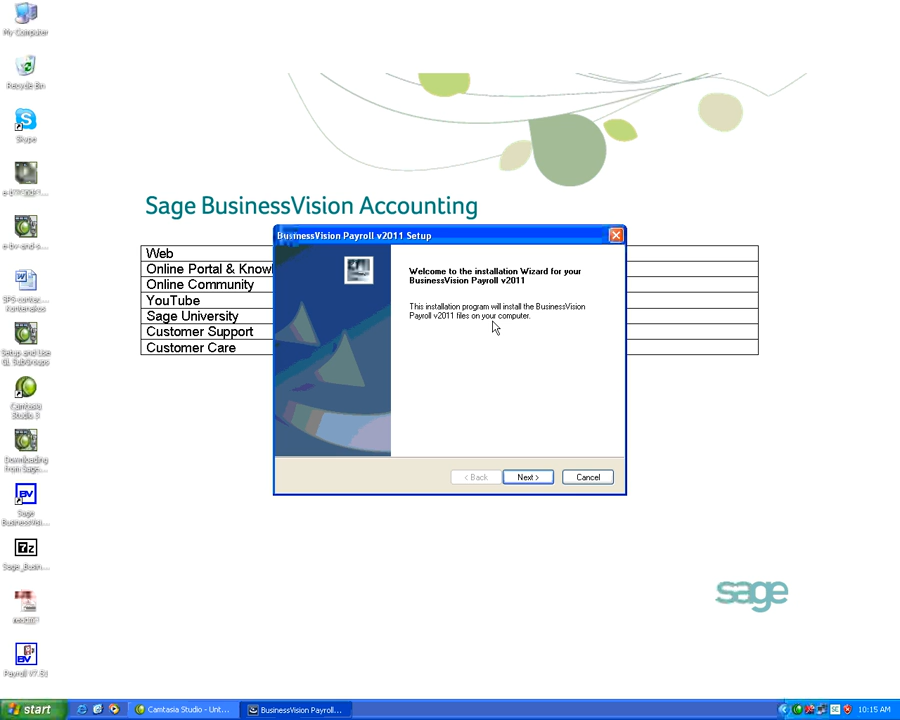 My Computer
Recycle Bin
Skype
Setup and Use
GL SubGroups
Camtasia
Studio 3
Downloading
from Sage....
Sage
BusinessVisi...
Sage_Busin...
Payroll V7.61
Sage BusinessVision Accounting
Web
Online Portal & Knowl
Online Community
YouTube
Sage University
Customer Support
Customer Care
BusinessVision Payroll v2011 Setup
Welcome to the installation Wizard for your
BusinessVision Payroll v2011
This installation program will install the BusinessVision
Payroll v2011 files on your computer.
< Back
Next >
Cancel
sage
start
Camtasia Studio - Unt...
BusinessVision Payroll...
10:15 AM